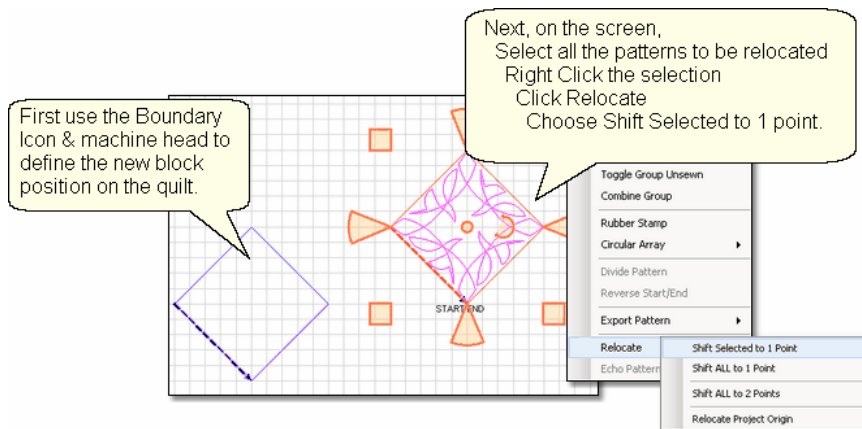 First use the Boundary
Icon & machine head to
define the new block
position on the quilt.
Next, on the screen,
Select all the patterns to be relocated
Right Click the selection
Click Relocate
Choose Shift Selected to 1 point.
START/END
Toggle Group Unsewn
Combine Group
Rubber Stamp
Circular Array
Divide Pattern
Reverse Start/End
Export Pattern
Relocate
Echo Pattern
Shift Selected to 1 Point
Shift ALL to 1 Point
Shift ALL to 2 Points
Relocate Project Origin